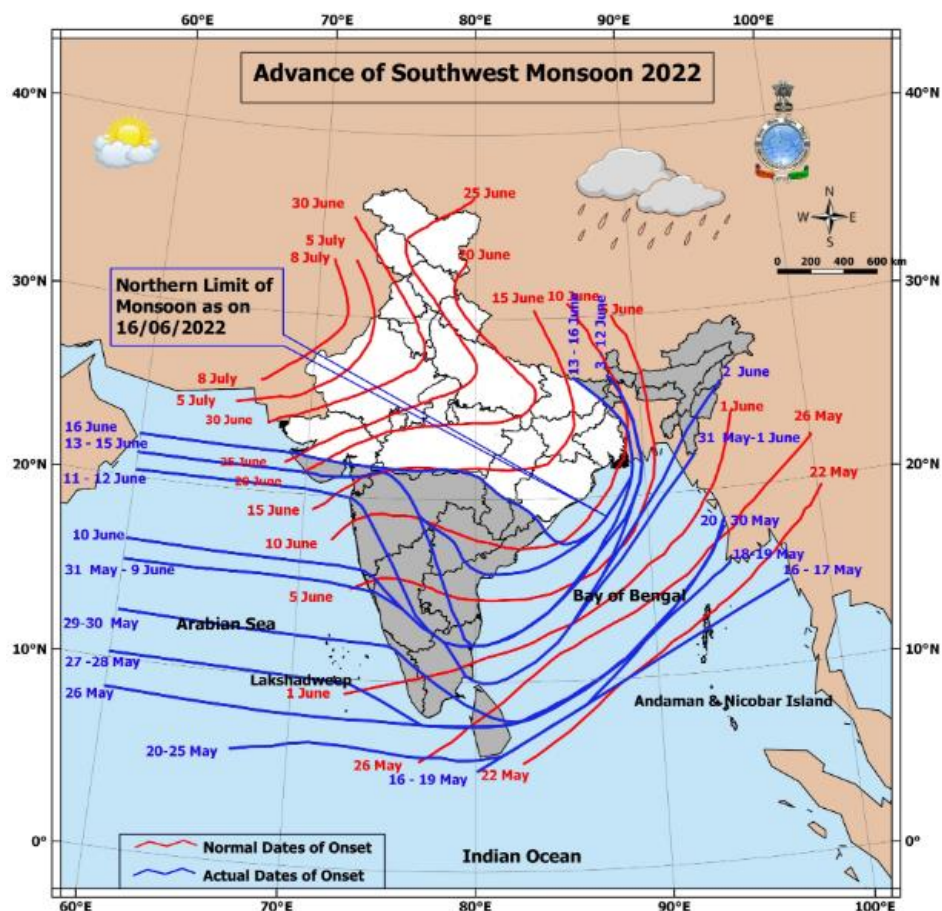 60°E
70°E
80°E
90°E
100°E
Advance of Southwest Monsoon 2022
40°N
40°N
N
W E
S
0 200 400 600 km
25 June
30 June
5 July
8 July
20 June
30°N
30°N
Northern Limit of
Monsoon as on
16/06/2022
15 June
10 June
13 - 16 June
3 - 12 June
5 June
2 June
8 July
5 July
30 June
1 June
26 May
16 June
13 - 15 June
11 - 12 June
31 May-1 June
25 June
20 June
20°N
20°N
22 May
15 June
10 June
10 June
20 - 30 May
18-19 May
16 - 17 May
31 May - 9 June
5 June
Bay of Bengal
29-30 May
Arabian Sea
27 -28 May
10°N
10°N
Lakshadweep
1 June
26 May
Andaman & Nicobar Island
20-25 May
26 May
16 - 19 May
22 May
0°
0°
Normal Dates of Onset
Actual Dates of Onset
Indian Ocean
60°E
70°E
80°E
90°E
100°E